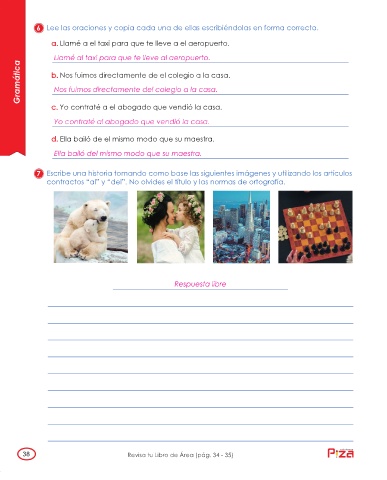 6 Lee las oraciones y copia cada una de ellas escribiéndolas en forma correcta.
a. Llamé a el taxi para que te lleve a el aeropuerto.
Llamé al taxi para que te lleve al aeropuerto.
b. Nos fuimos directamente de el colegio a la casa.
Nos fuimos directamente del colegio a la casa.
c. Yo contraté a el abogado que vendió la casa.
Yo contraté al abogado que vendió la casa.
d. Ella bailó de el mismo modo que su maestra.
Ella bailó del mismo modo que su maestra.
Gramática
7 Escribe una historia tomando como base las siguientes imágenes y utilizando los artículos
contractos “al” y “del”. No olvides el título y las normas de ortografía.
Respuesta libre
38
Revisa tu Libro de Área (pág. 34 - 35)
Pizá